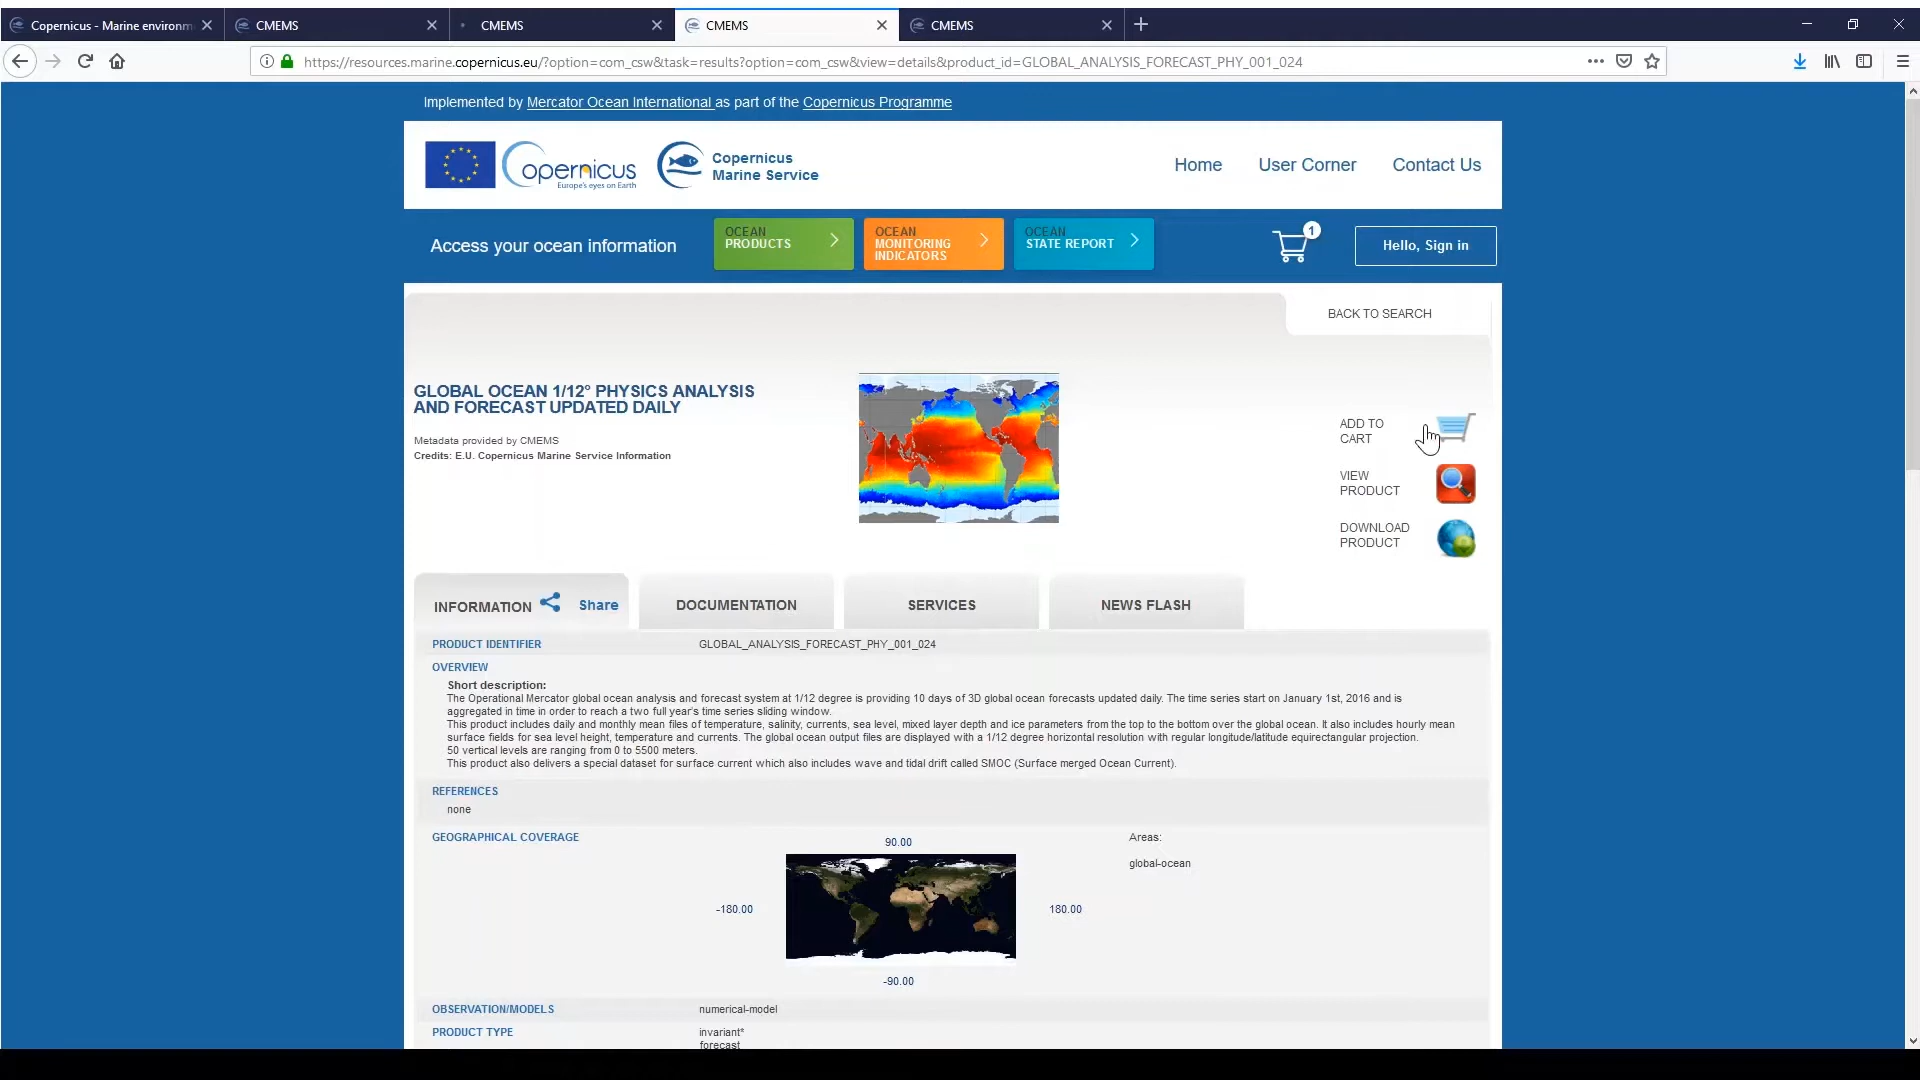 Copernicus - Marine environm
CMEMS
CMEMS
CMEMS
CMEMS
https://resources.marine.copernicus.eu/?option=com_csw&task=results?option=com_csw&view=details&product_id=GLOBAL_ANALYSIS_FORECAST_PHY_001_024
Implemented by Mercator Ocean International as part of the Copernicus Programme
opernicus
Europe's eyes on Earth
Copernicus
Marine Service
Home User Corner Contact Us
Access your ocean information
OCEAN
PRODUCTS
OCEAN
MONITORING
INDICATORS
OCEAN
STATE REPORT
1
Hello, Sign in
BACK TO SEARCH
GLOBAL OCEAN 1/12° PHYSICS ANALYSIS
AND FORECAST UPDATED DAILY
Metadata provided by CMEMS
Credits: E.U. Copernicus Marine Service Information
ADD TO
CART
VIEW
PRODUCT
DOWNLOAD
PRODUCT
INFORMATION Share DOCUMENTATION SERVICES NEWS FLASH
PRODUCT IDENTIFIER GLOBAL_ANALYSIS_FORECAST_PHY_001_024
OVERVIEW
Short description:
The Operational Mercator global ocean analysis and forecast system at 1/12 degree is providing 10 days of 3D global ocean forecasts updated daily. The time series start on January 1st, 2016 and is
aggregated in time in order to reach a two full year's time series sliding window.
This product includes daily and monthly mean files of temperature, salinity, currents, sea level, mixed layer depth and ice parameters from the top to the bottom over the global ocean. It also includes hourly mean
surface fields for sea level height, temperature and currents. The global ocean output files are displayed with a 1/12 degree horizontal resolution with regular longitude/latitude equirectangular projection.
50 vertical levels are ranging from 0 to 5500 meters.
This product also delivers a special dataset for surface current which also includes wave and tidal drift called SMOC (Surface merged Ocean Current).
REFERENCES
none
GEOGRAPHICAL COVERAGE
90.00
-180.00
180.00
-90.00
Areas:
global-ocean
OBSERVATION/MODELS numerical-model
PRODUCT TYPE invariant*
forecast